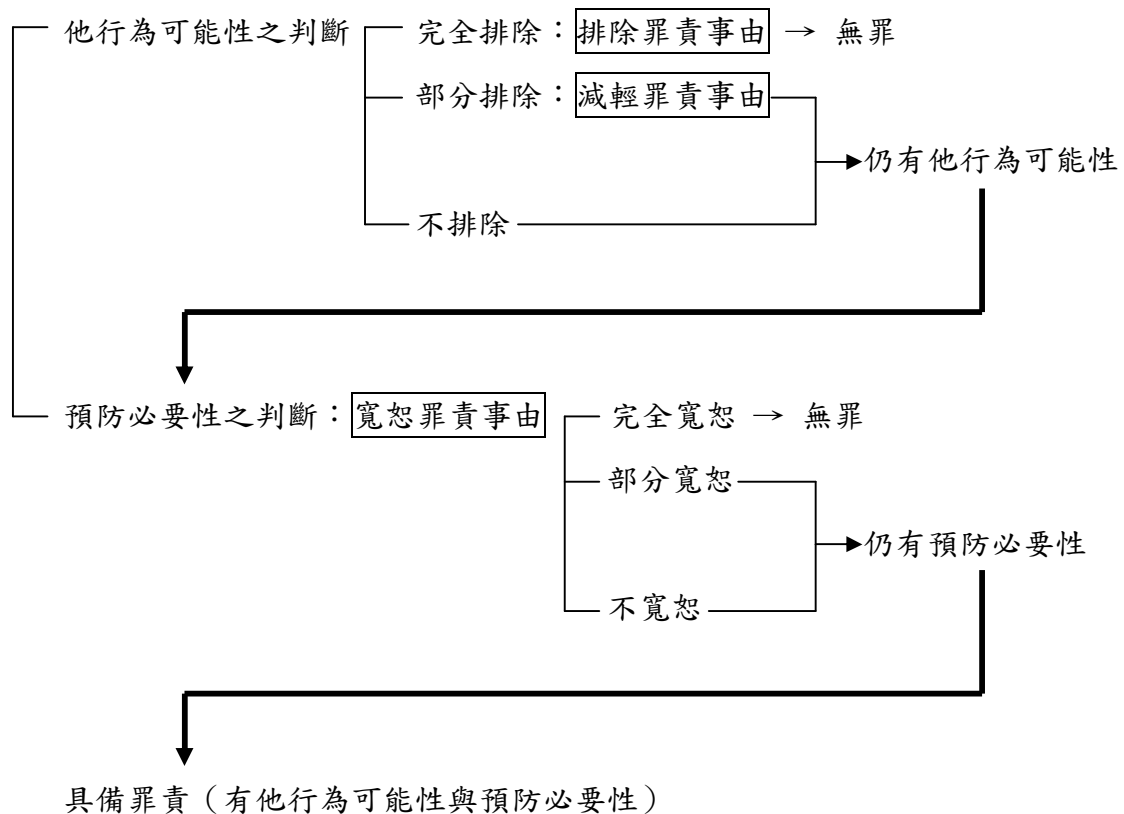 他行為可能性之判斷 完全排除：排除罪責事由 → 無罪
部分排除：減輕罪責事由
仍有他行為可能性
不排除
預防必要性之判斷：寬恕罪責事由 完全寬恕 → 無罪
部分寬恕
仍有預防必要性
不寬恕
具備罪責（有他行為可能性與預防必要性）